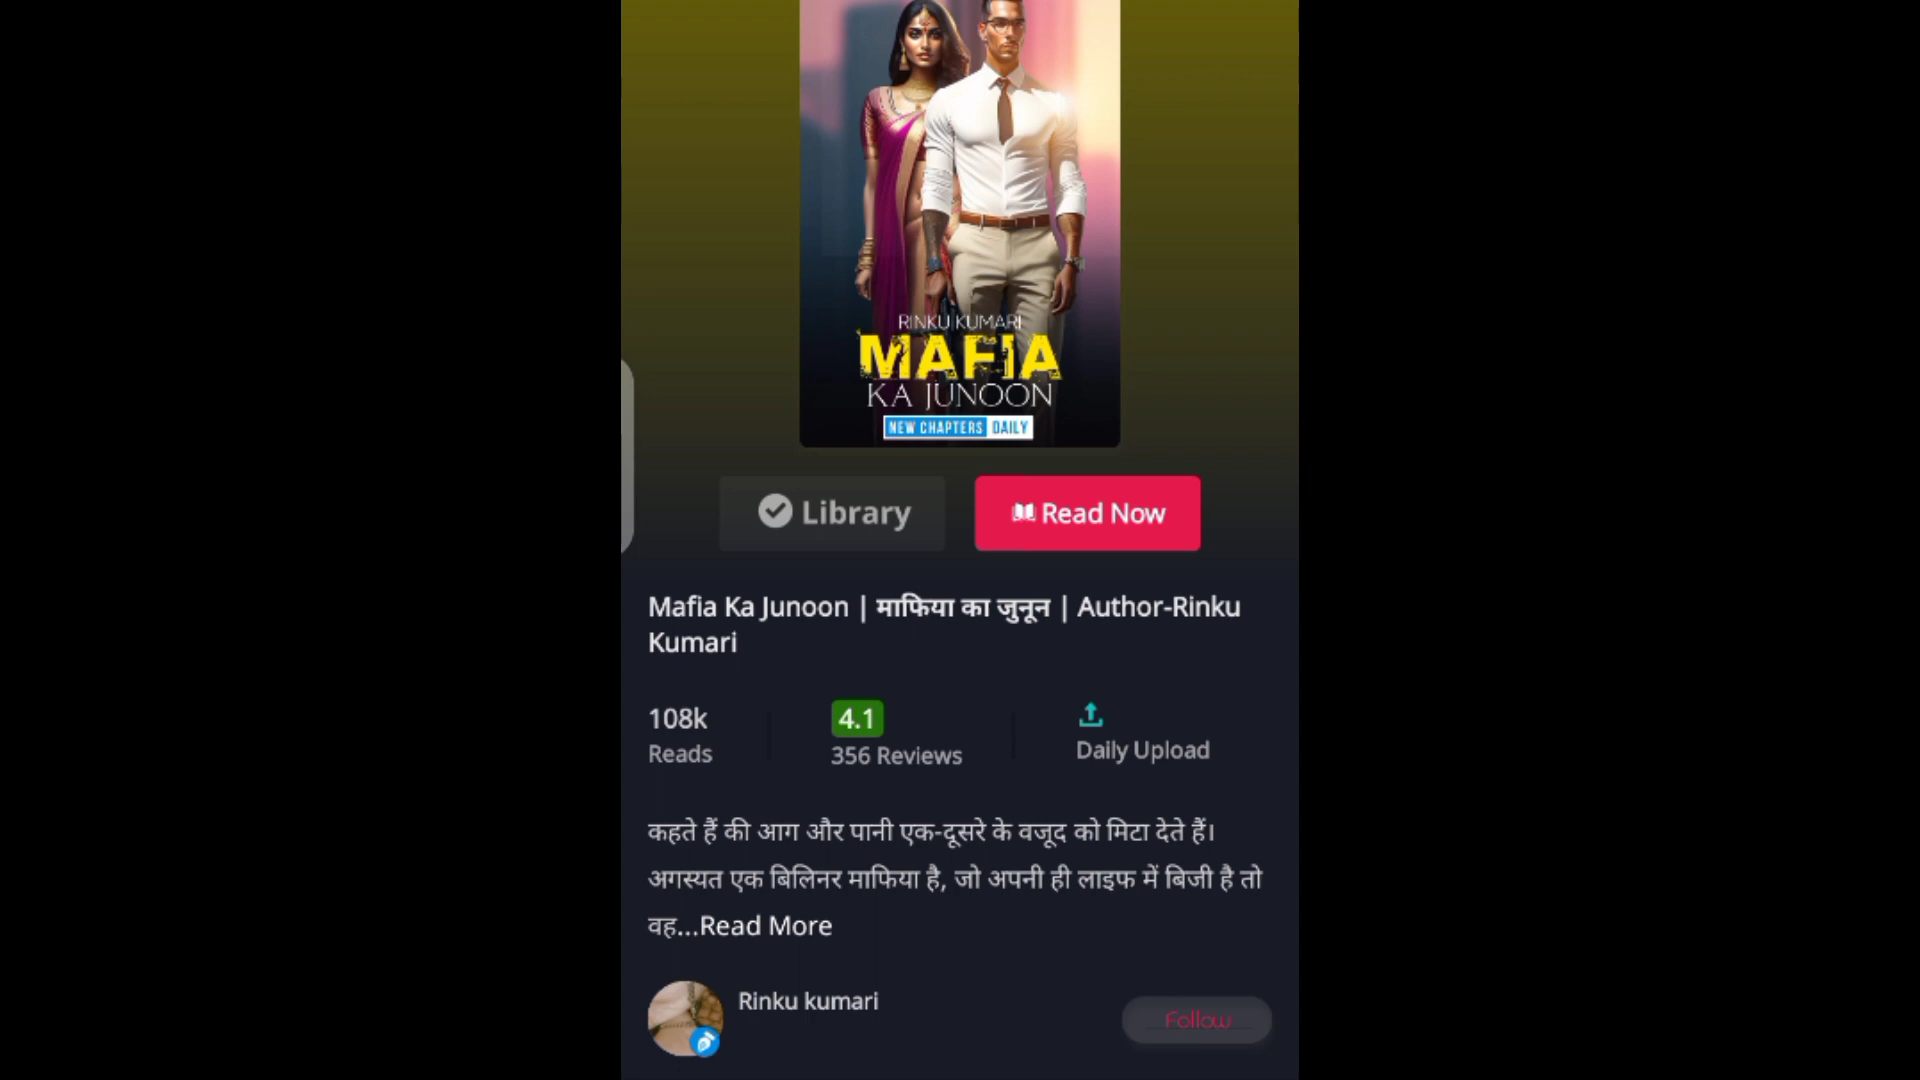 RINKU KUMARI
MAFIA
KA JUNOON
NEW CHAPTERS DAILY
Library
Read Now
Mafia Ka Junoon | माफिया का जुनून | Author-Rinku
Kumari
108k
Reads
4.1
356 Reviews
Daily Upload
कहते हैं की आग और पानी एक-दूसरे के वजूद को मिटा देते हैं।
अगस्यत एक बिलिनर माफिया है, जो अपनी ही लाइफ में बिजी है तो
वह...Read More
Rinku kumari
Follow